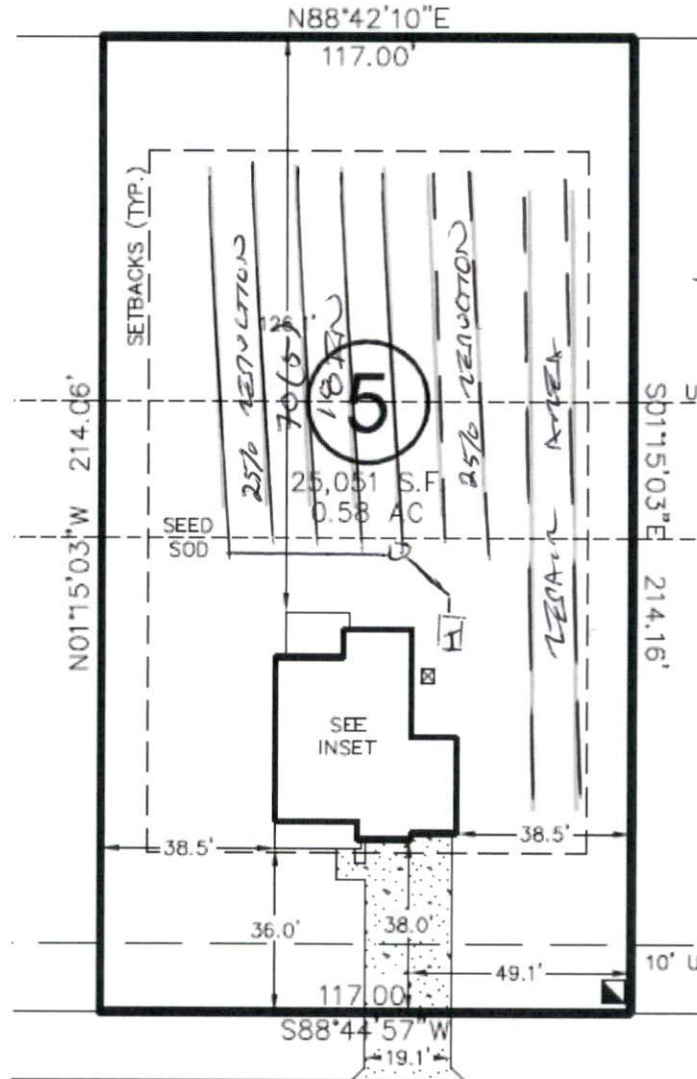 N88°42'10"E
117.00'
SETBACKS (TYP.)
25% REDUCTION
70(5-)
5
25% REDUCTION
REPAIR AREA
N01°15'03"W 214.06'
S01°15'03"E 214.16'
25,051 S.F
0.58 AC
SEED
SOD
SEE
INSET
38.5'
38.5'
36.0'
38.0'
49.1'
10' U
117.00'
S88°44'57"W
19.1'